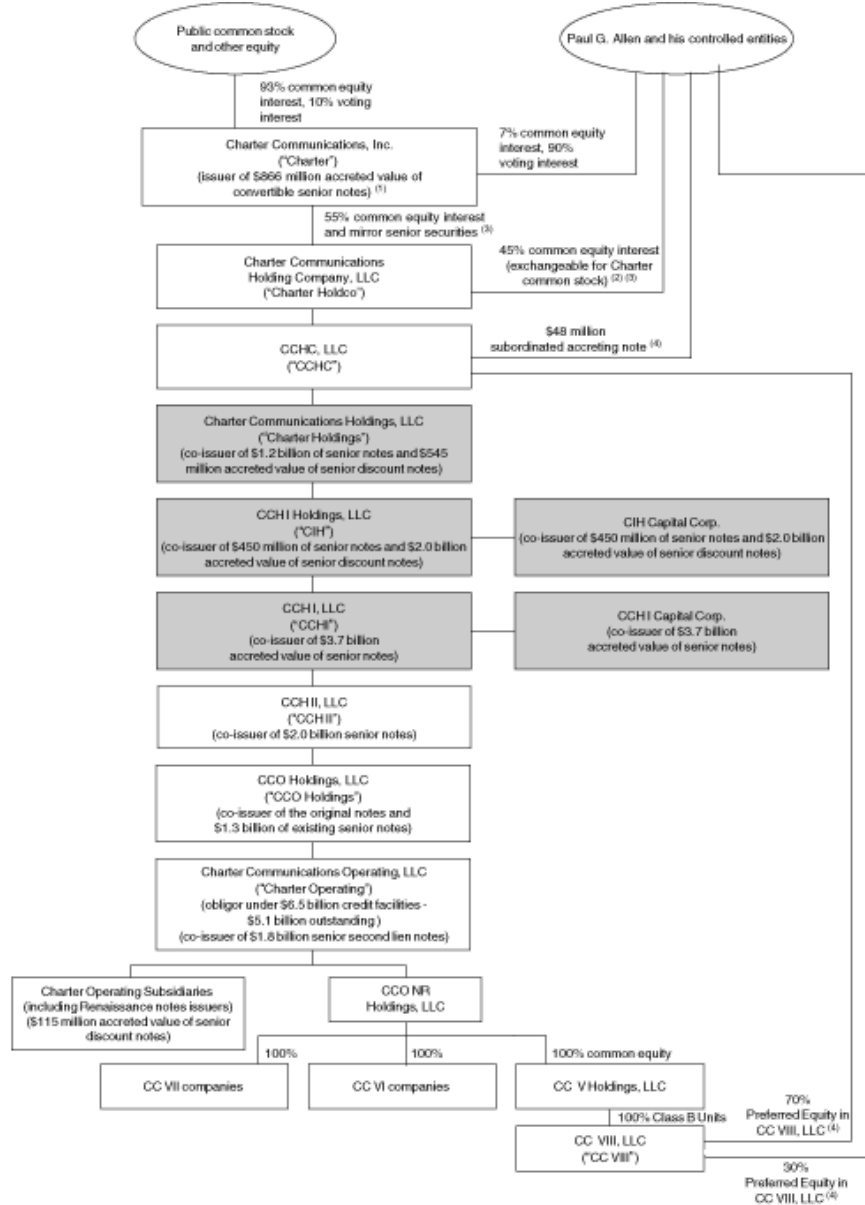 Public common stock
and other equity
Paul G. Allen and his controlled entities
93% common equity
interest, 10% voting
interest
7% common equity
interest, 90%
voting interest
Charter Communications, Inc.
("Charter")
(issuer of $866 million accreted value of
convertible senior notes) (1)
55% common equity interest
and mirror senior securities (3)
45% common equity interest
(exchangeable for Charter
common stock) (2) (3)
Charter Communications
Holding Company, LLC
("Charter Holdco")
$48 million
subordinated accreting note (4)
CCHC, LLC
("CCHC")
Charter Communications Holdings, LLC
("Charter Holdings")
(co-issuer of $1.2 billion of senior notes and $545
million accreted value of senior discount notes)
CCH I Holdings, LLC
("CIH")
(co-issuer of $450 million of senior notes and $2.0 billion
accreted value of senior discount notes)
CIH Capital Corp.
(co-issuer of $450 million of senior notes and $2.0 billion
accreted value of senior discount notes)
CCH I, LLC
("CCHI")
(co-issuer of $3.7 billion
accreted value of senior notes)
CCH I Capital Corp.
(co-issuer of $3.7 billion
accreted value of senior notes)
CCH II, LLC
("CCH II")
(co-issuer of $2.0 billion senior notes)
CCO Holdings, LLC
("CCO Holdings")
(co-issuer of the original notes and
$1.3 billion of existing senior notes)
Charter Communications Operating, LLC
("Charter Operating")
(obligor under $6.5 billion credit facilities -
$5.1 billion outstanding)
(co-issuer of $1.8 billion senior second lien notes)
Charter Operating Subsidiaries
(including Renaissance notes issuers)
($115 million accreted value of senior
discount notes)
CCO NR
Holdings, LLC
100%
100%
100% common equity
CC VII companies
CC VI companies
CC V Holdings, LLC
100% Class B Units
70%
Preferred Equity in
CC VIII, LLC (4)
CC VIII, LLC
("CC VIII")
30%
Preferred Equity in
CC VIII, LLC (4)